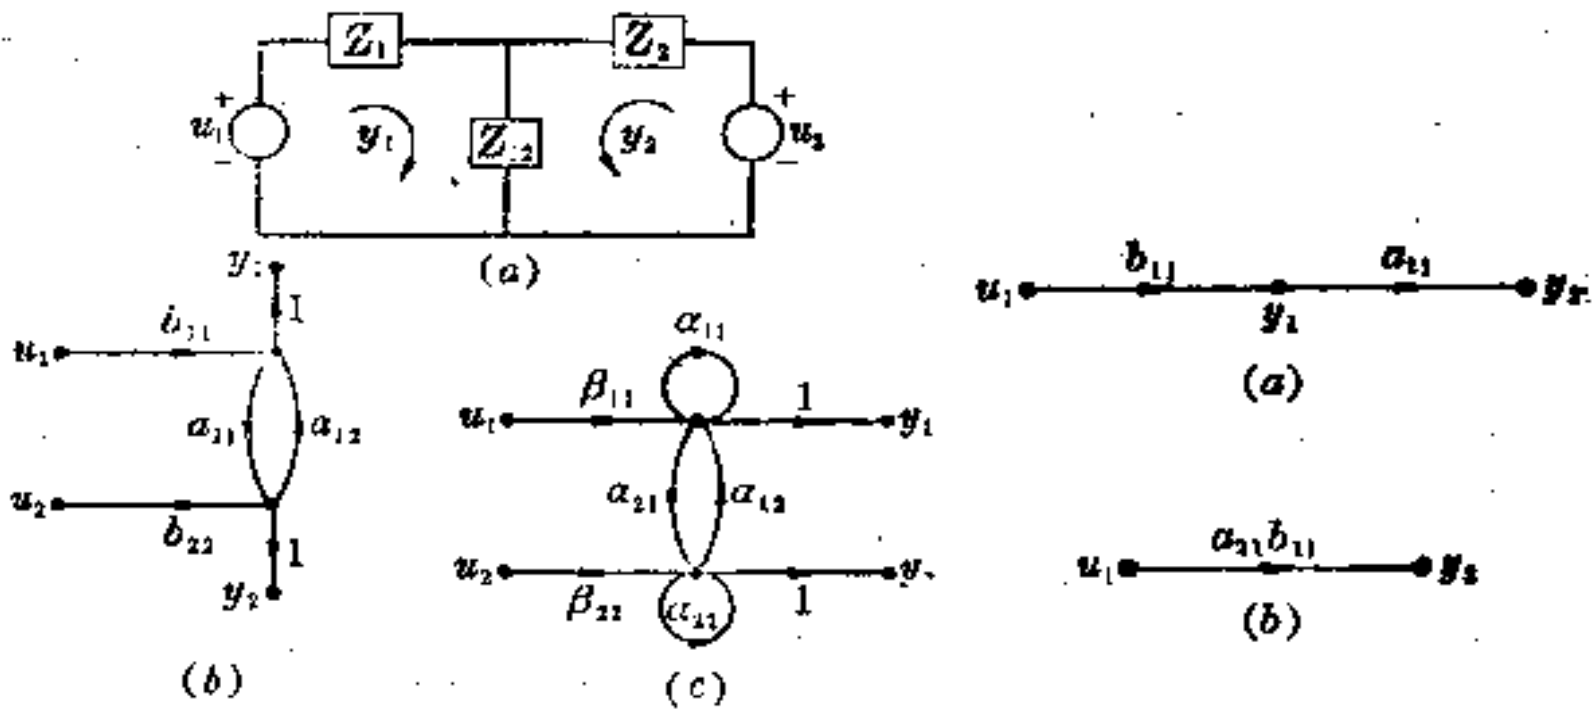 Z₁
Z₂
+
u₁
−
y₁
Z₁₂
y₂
+
u₂
−
(a)
y₁
1
b₁₁
u₁
a₂₁
a₁₂
u₂
b₂₂
1
y₂
(b)
α₁₁
β₁₁
1
u₁
y₁
α₂₁
α₁₂
u₂
β₂₂
α₂₂
1
y
(c)
b₁₁
a₂₁
u₁
y₁
y₂
(a)
a₂₁b₁₁
u₁
y₂
(b)